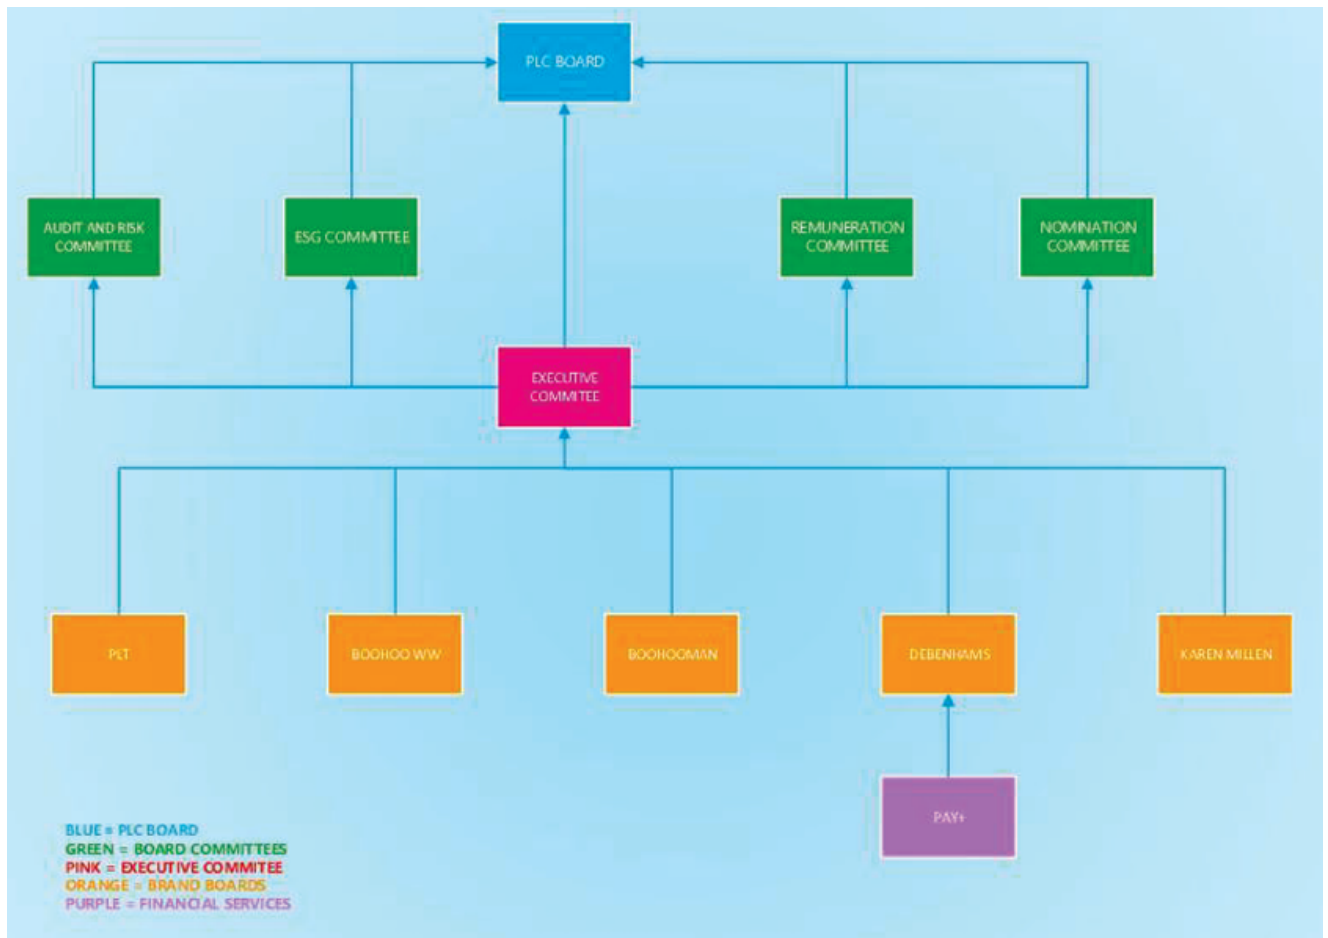 PLC BOARD
AUDIT AND RISK
COMMITTEE
ESG COMMITTEE
REMUNERATION
COMMITTEE
NOMINATION
COMMITTEE
EXECUTIVE
COMMITEE
PLT
BOOHOO WW
BOOHOOMAN
DEBENHAMS
KAREN MILLEN
PAY+
BLUE = PLC BOARD
GREEN = BOARD COMMITTEES
PINK = EXECUTIVE COMMITEE
ORANGE = BRAND BOARDS
PURPLE = FINANCIAL SERVICES